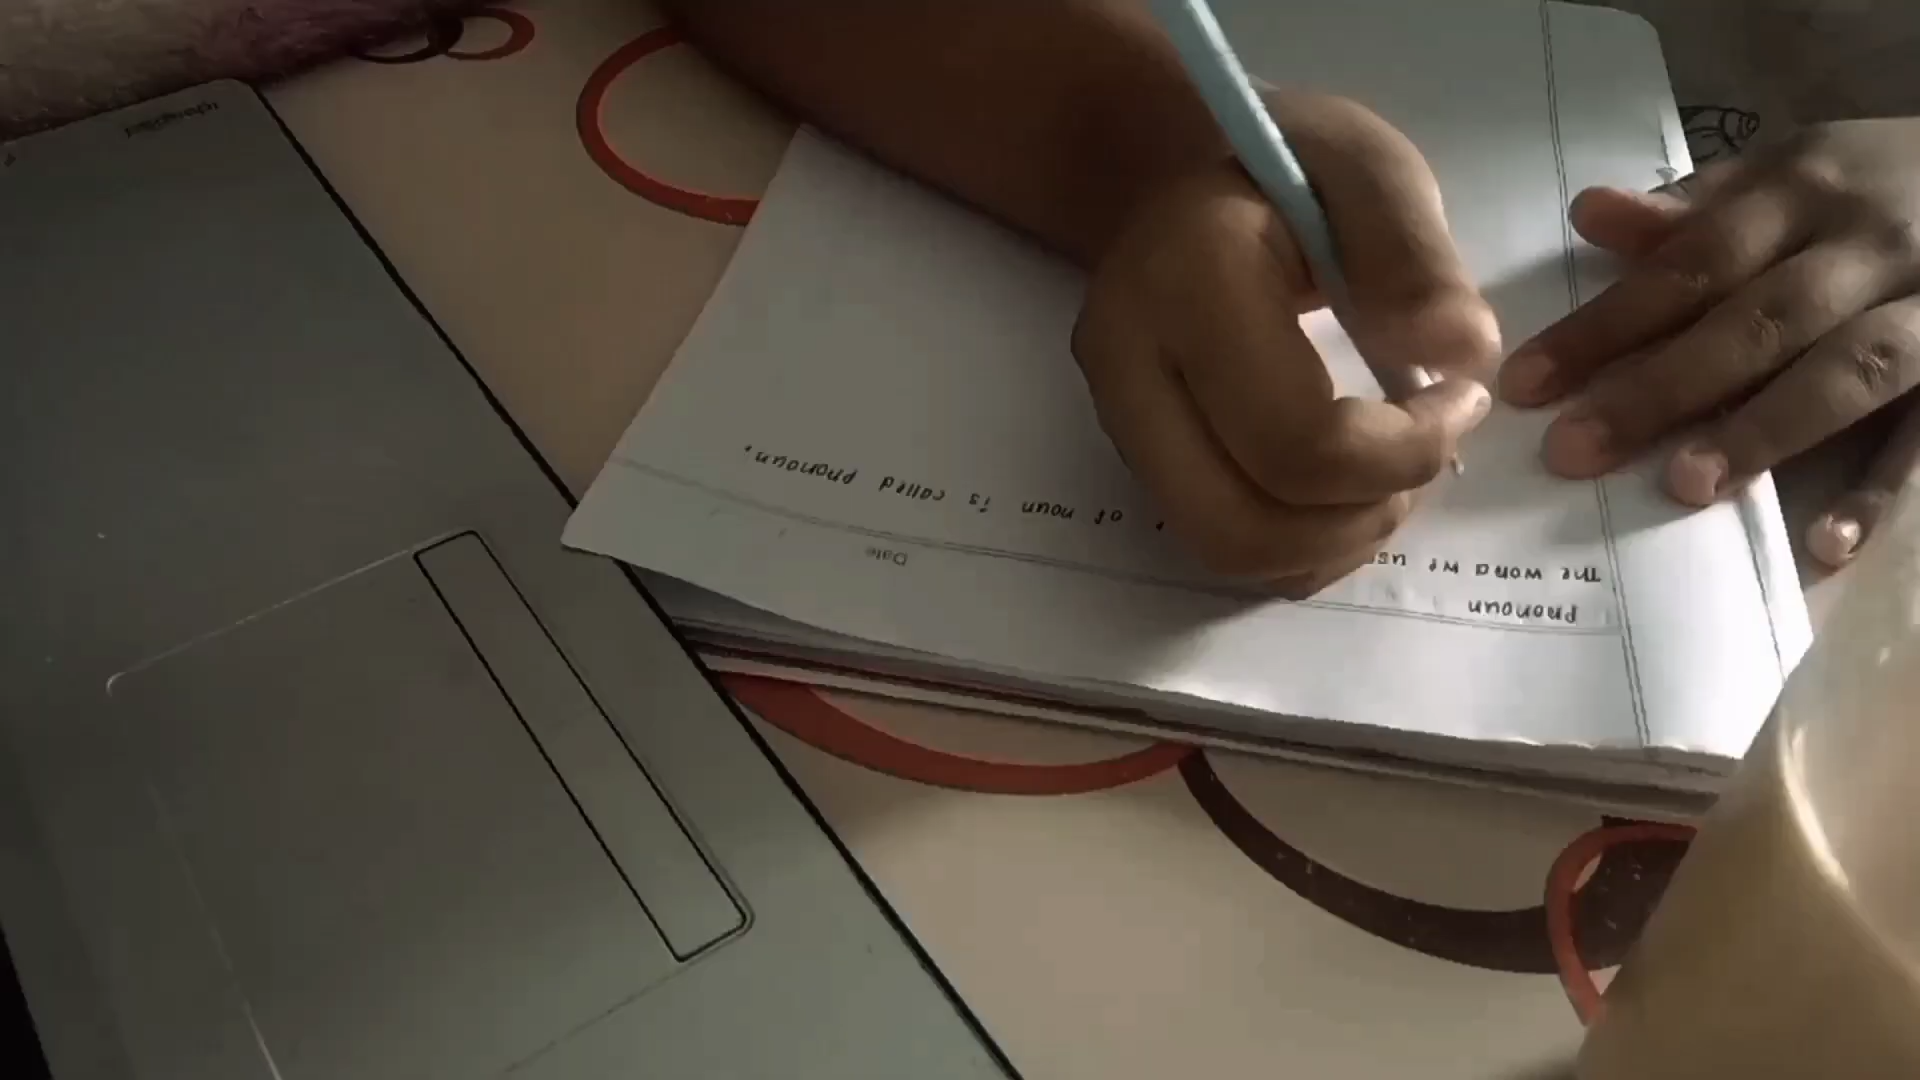 Date
pronoun
The word we us
of noun is called pronoun.